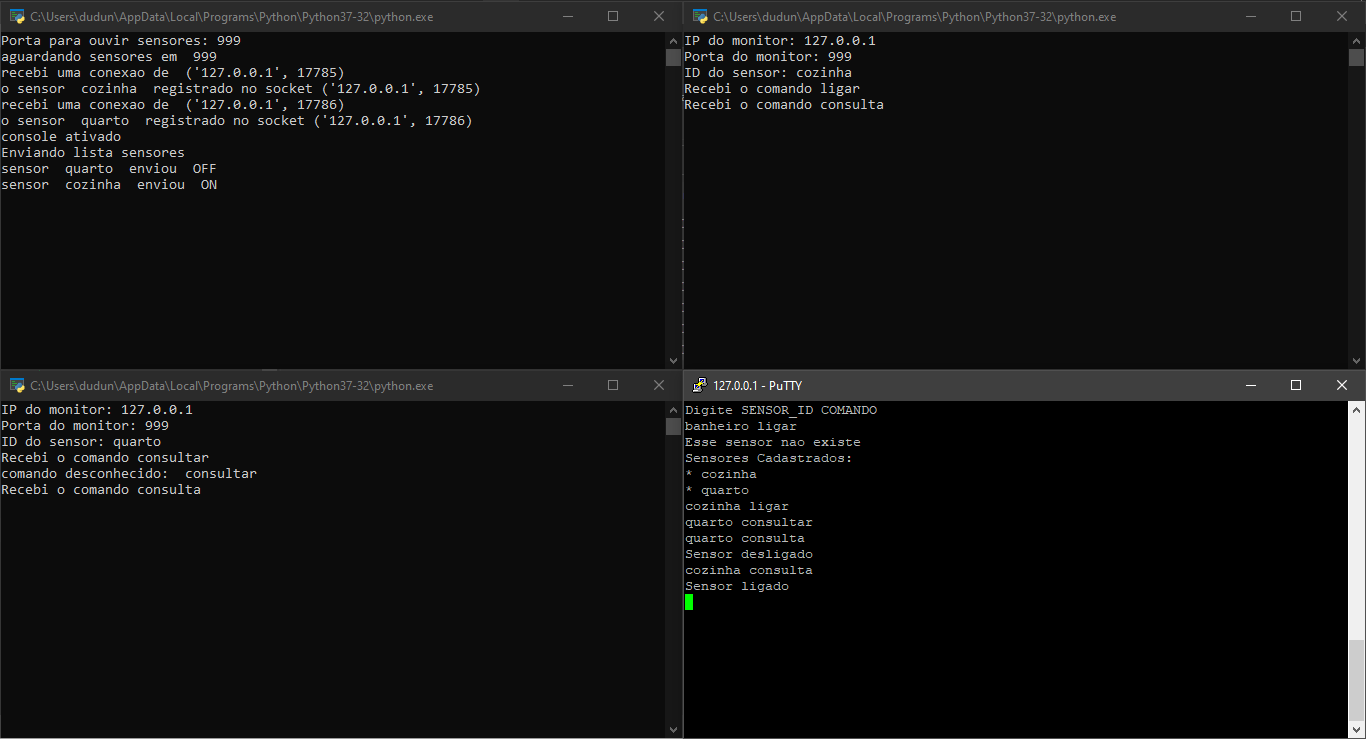 C:\Users\dudun\AppData\Local\Programs\Python\Python37-32\python.exe
Porta para ouvir sensores: 999
aguardando sensores em  999
recebi uma conexao de  ('127.0.0.1', 17785)
o sensor  cozinha  registrado no socket ('127.0.0.1', 17785)
recebi uma conexao de  ('127.0.0.1', 17786)
o sensor  quarto  registrado no socket ('127.0.0.1', 17786)
console ativado
Enviando lista sensores
sensor  quarto  enviou  OFF
sensor  cozinha  enviou  ON
C:\Users\dudun\AppData\Local\Programs\Python\Python37-32\python.exe
IP do monitor: 127.0.0.1
Porta do monitor: 999
ID do sensor: cozinha
Recebi o comando ligar
Recebi o comando consulta
C:\Users\dudun\AppData\Local\Programs\Python\Python37-32\python.exe
IP do monitor: 127.0.0.1
Porta do monitor: 999
ID do sensor: quarto
Recebi o comando consultar
comando desconhecido:  consultar
Recebi o comando consulta
127.0.0.1 - PuTTY
Digite SENSOR_ID COMANDO
banheiro ligar
Esse sensor nao existe
Sensores Cadastrados:
* cozinha
* quarto
cozinha ligar
quarto consultar
quarto consulta
Sensor desligado
cozinha consulta
Sensor ligado